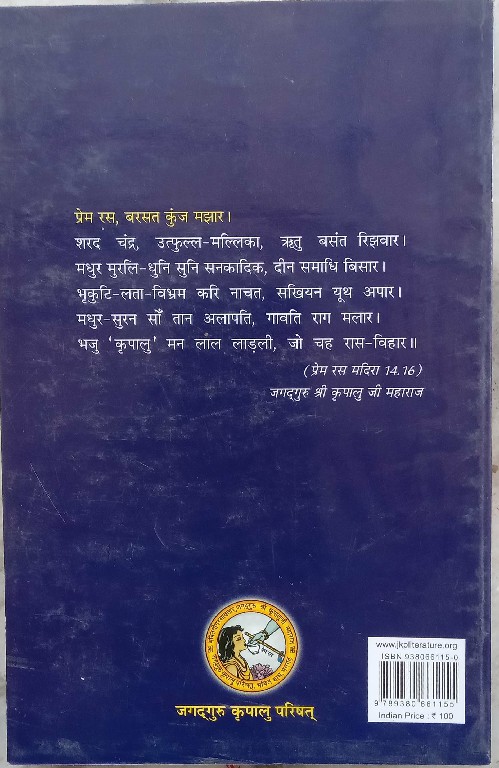 प्रेम रस, बरसत कुंज मझार।
शरद चंद्र, उत्फुल्ल-मल्लिका, ऋतु बसंत रिझवार।
मधुर मुरलि-धुनि सुनि सनकादिक, दीन समाधि बिसार।
भृकुटि-लता-विभ्रम करि नाचत, सखियन यूथ अपार।
मधुर-सुरन सोँ तान अलापति, गावति राग मलार।
भजु ‘कृपालु’ मन लाल लाड़ली, जो चह रास-विहार॥
(प्रेम रस मदिरा 14.16)
जगद्गुरु श्री कृपालु जी महाराज
जगद्गुरु कृपालु परिषत्
www.jkpliterature.org
ISBN 938066115-0
9789380661155
Indian Price : ₹ 100